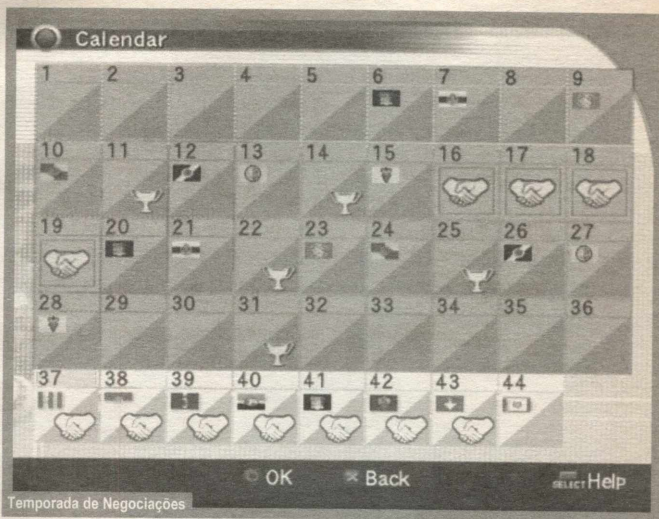 Calendar
1 2 3 4 5 6 7 8 9
10 11 12 13 14 15 16 17 18
19 20 21 22 23 24 25 26 27
28 29 30 31 32 33 34 35 36
37 38 39 40 41 42 43 44
OK Back SELECT Help
Temporada de Negociações